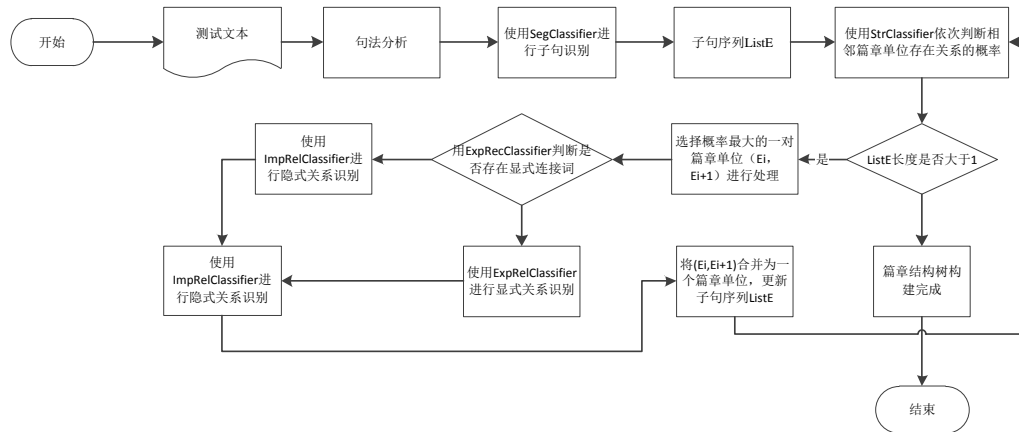 开始
测试文本
句法分析
使用SegClassifier进
行子句识别
子句序列ListE
使用StrClassifier依次判断相
邻篇章单位存在关系的概率
使用
ImpRelClassifier进
行隐式关系识别
用ExpRecClassifier判断是
否存在显式连接词
选择概率最大的一对
篇章单位（Ei,
Ei+1）进行处理
是
ListE长度是否大于1
使用
ImpRelClassifier进
行隐式关系识别
使用ExpRelClassifier
进行显式关系识别
将(Ei,Ei+1)合并为一
个篇章单位，更新
子句序列ListE
篇章结构树构
建完成
结束